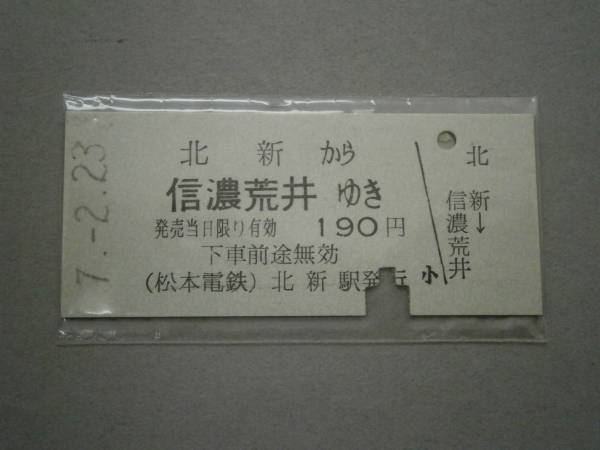 7.-2.23
北新から
信濃荒井ゆき
発売当日限り有効 190円
下車前途無効
(松本電鉄)北新駅発行
小
北新→信濃荒井